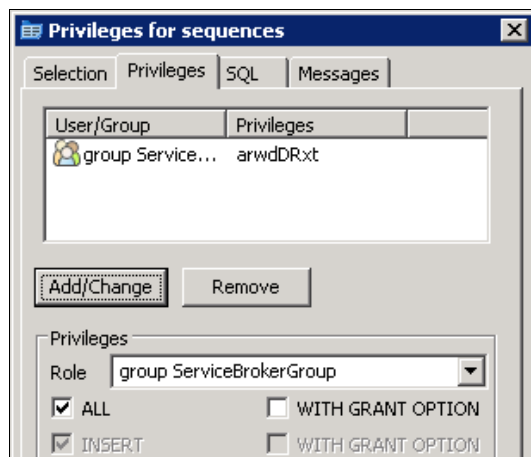 Privileges for sequences
Selection Privileges SQL Messages
User/Group Privileges
group Service... arwdDRxt
Add/Change Remove
Privileges
Role group ServiceBrokerGroup
ALL WITH GRANT OPTION
INSERT WITH GRANT OPTION